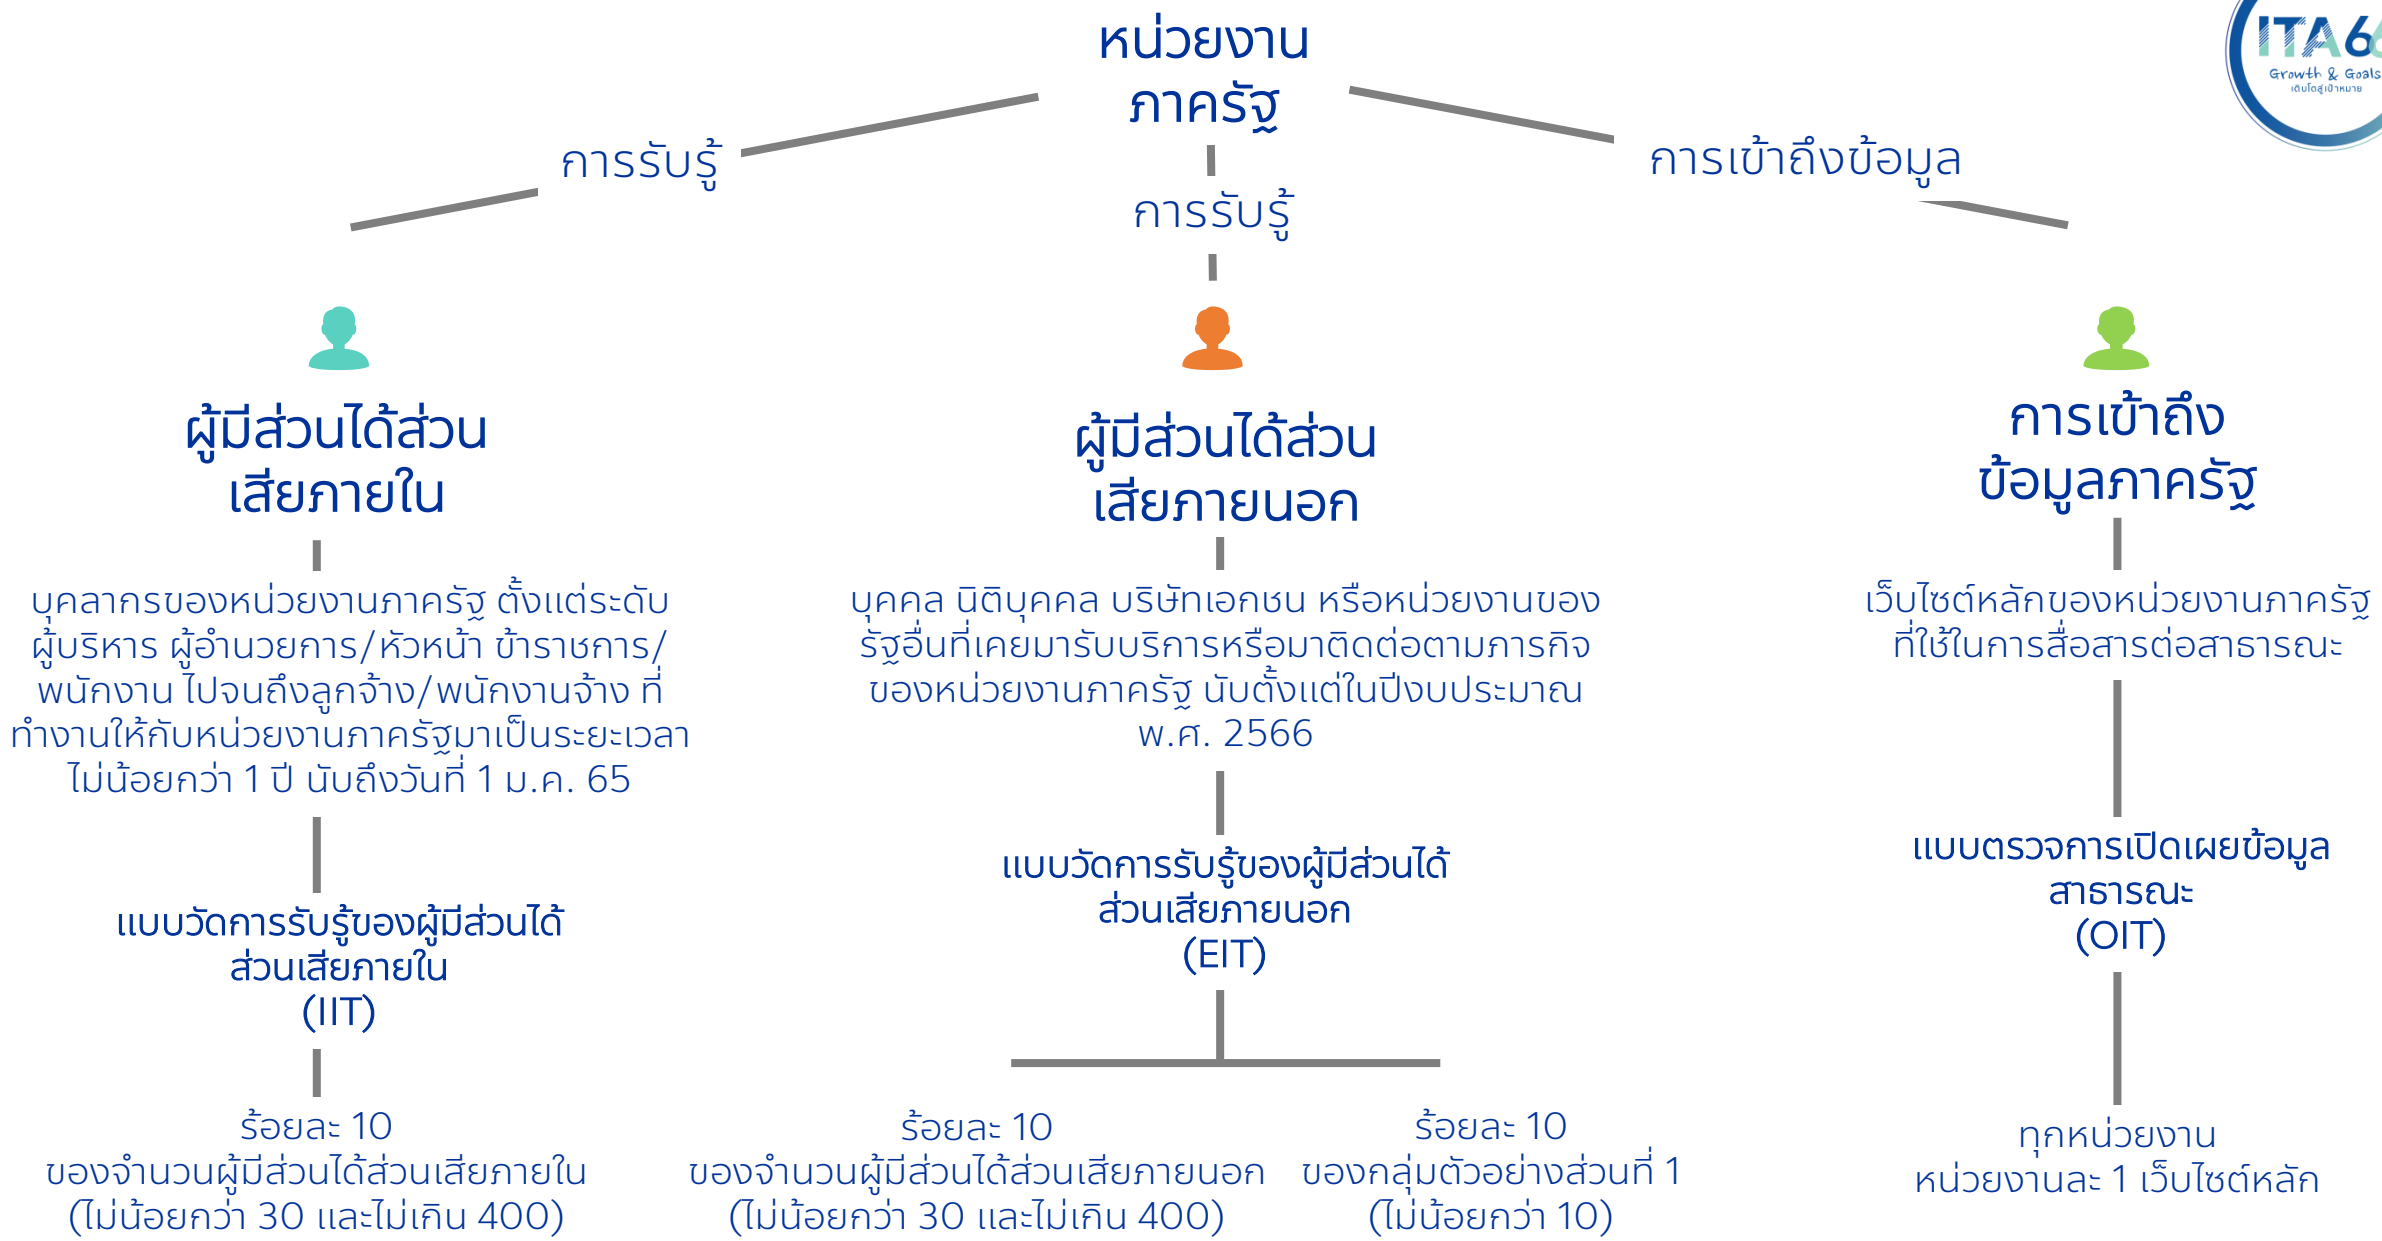 หน่วยงาน
ภาครัฐ
ITA66
Growth & Goals
เติบโตสู่เป้าหมาย
การรับรู้
การรับรู้
การเข้าถึงข้อมูล
ผู้มีส่วนได้ส่วน
เสียภายใน
บุคลากรของหน่วยงานภาครัฐ ตั้งแต่ระดับ
ผู้บริหาร ผู้อำนวยการ/หัวหน้า ข้าราชการ/
พนักงาน ไปจนถึงลูกจ้าง/พนักงานจ้าง ที่
ทำงานให้กับหน่วยงานภาครัฐมาเป็นระยะเวลา
ไม่น้อยกว่า 1 ปี นับถึงวันที่ 1 ม.ค. 65
แบบวัดการรับรู้ของผู้มีส่วนได้
ส่วนเสียภายใน
(IIT)
ร้อยละ 10
ของจำนวนผู้มีส่วนได้ส่วนเสียภายใน
(ไม่น้อยกว่า 30 และไม่เกิน 400)
ผู้มีส่วนได้ส่วน
เสียภายนอก
บุคคล นิติบุคคล บริษัทเอกชน หรือหน่วยงานของ
รัฐอื่นที่เคยมารับบริการหรือมาติดต่อตามภารกิจ
ของหน่วยงานภาครัฐ นับตั้งแต่ในปีงบประมาณ
พ.ศ. 2566
แบบวัดการรับรู้ของผู้มีส่วนได้
ส่วนเสียภายนอก
(EIT)
ร้อยละ 10
ของจำนวนผู้มีส่วนได้ส่วนเสียภายนอก
(ไม่น้อยกว่า 30 และไม่เกิน 400)
ร้อยละ 10
ของกลุ่มตัวอย่างส่วนที่ 1
(ไม่น้อยกว่า 10)
การเข้าถึง
ข้อมูลภาครัฐ
เว็บไซต์หลักของหน่วยงานภาครัฐ
ที่ใช้ในการสื่อสารต่อสาธารณะ
แบบตรวจการเปิดเผยข้อมูล
สาธารณะ
(OIT)
ทุกหน่วยงาน
หน่วยงานละ 1 เว็บไซต์หลัก